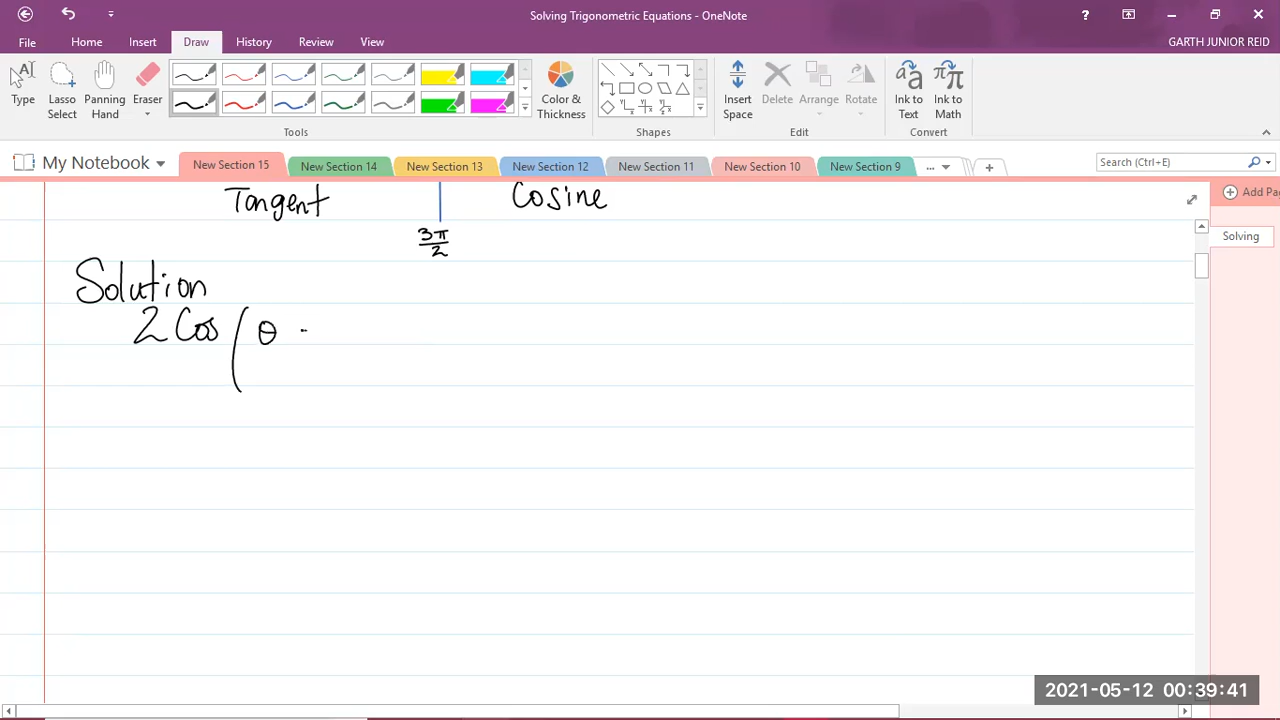 Solving Trigonometric Equations - OneNote
File Home Insert Draw History Review View GARTH JUNIOR REID
Type Lasso Select Panning Hand Eraser Color & Thickness Insert Space Delete Arrange Rotate Ink to Text Ink to Math
Tools Shapes Edit Convert
My Notebook New Section 15 New Section 14 New Section 13 New Section 12 New Section 11 New Section 10 New Section 9 ... Search (Ctrl+E)
Add Pa
Solving
Tangent Cosine
3π/2
Solution
2 Cos ( θ -
2021-05-12 00:39:41